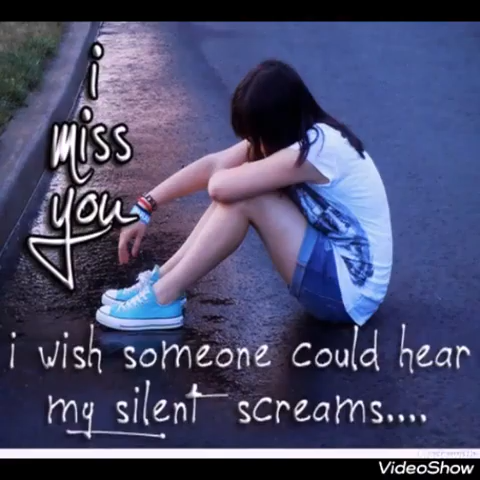 i
miss
you
i wish someone could hear
my silent screams....
VideoShow